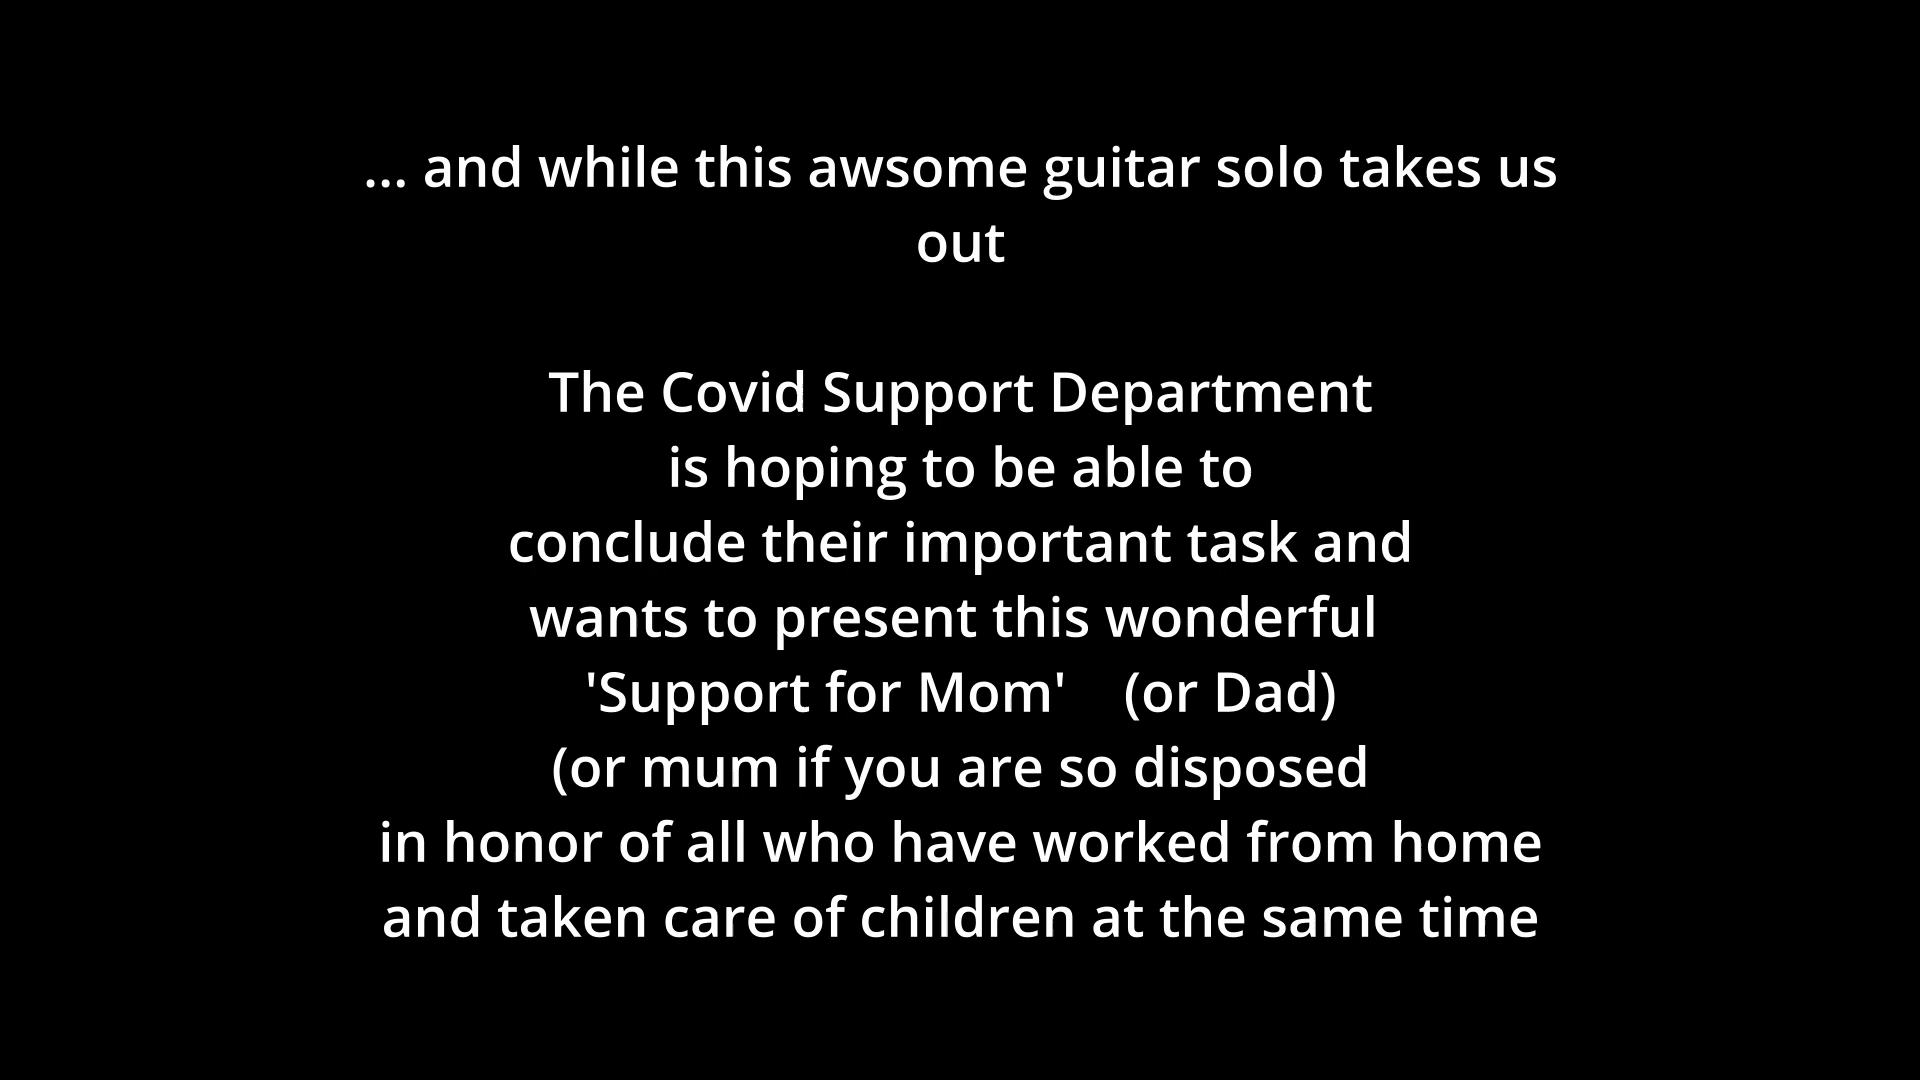 ... and while this awsome guitar solo takes us
out
The Covid Support Department
is hoping to be able to
conclude their important task and
wants to present this wonderful
'Support for Mom' (or Dad)
(or mum if you are so disposed
in honor of all who have worked from home
and taken care of children at the same time